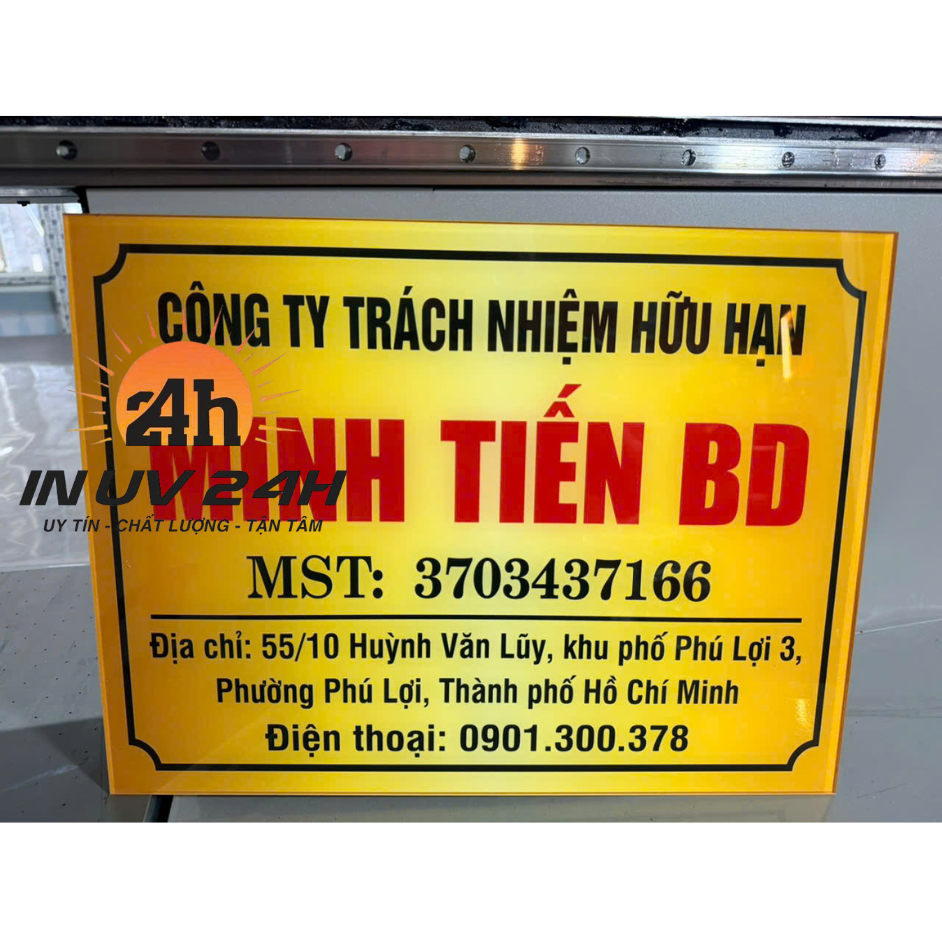 CÔNG TY TRÁCH NHIỆM HỮU HẠN
24h
MINH TIẾN BD
IN UV 24H
UY TÍN - CHẤT LƯỢNG - TẬN TÂM
MST: 3703437166
Địa chỉ: 55/10 Huỳnh Văn Lũy, khu phố Phú Lợi 3,
Phường Phú Lợi, Thành phố Hồ Chí Minh
Điện thoại: 0901.300.378